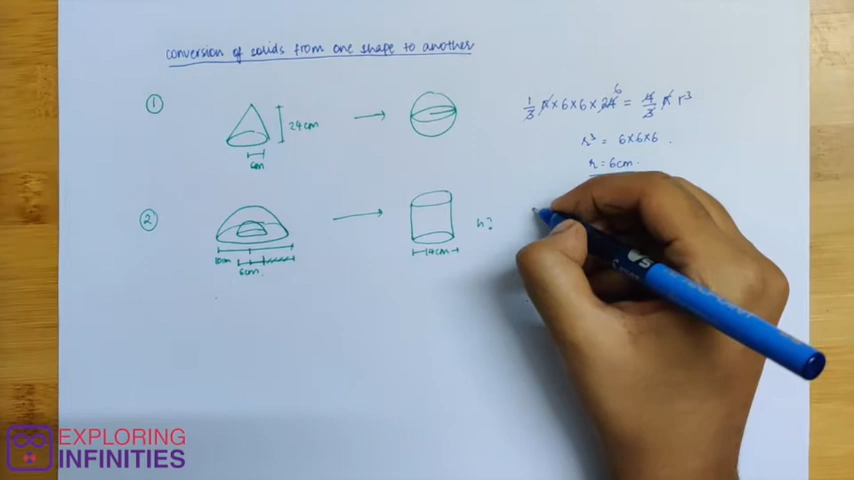 conversion of solids from one shape to another
①
24cm
1/3 π × 6 × 6 × 24 6 = 4/3 π r³
r³ = 6×6×6
r = 6cm
②
h?
10cm
6cm
14cm
EXPLORING
INFINITIES